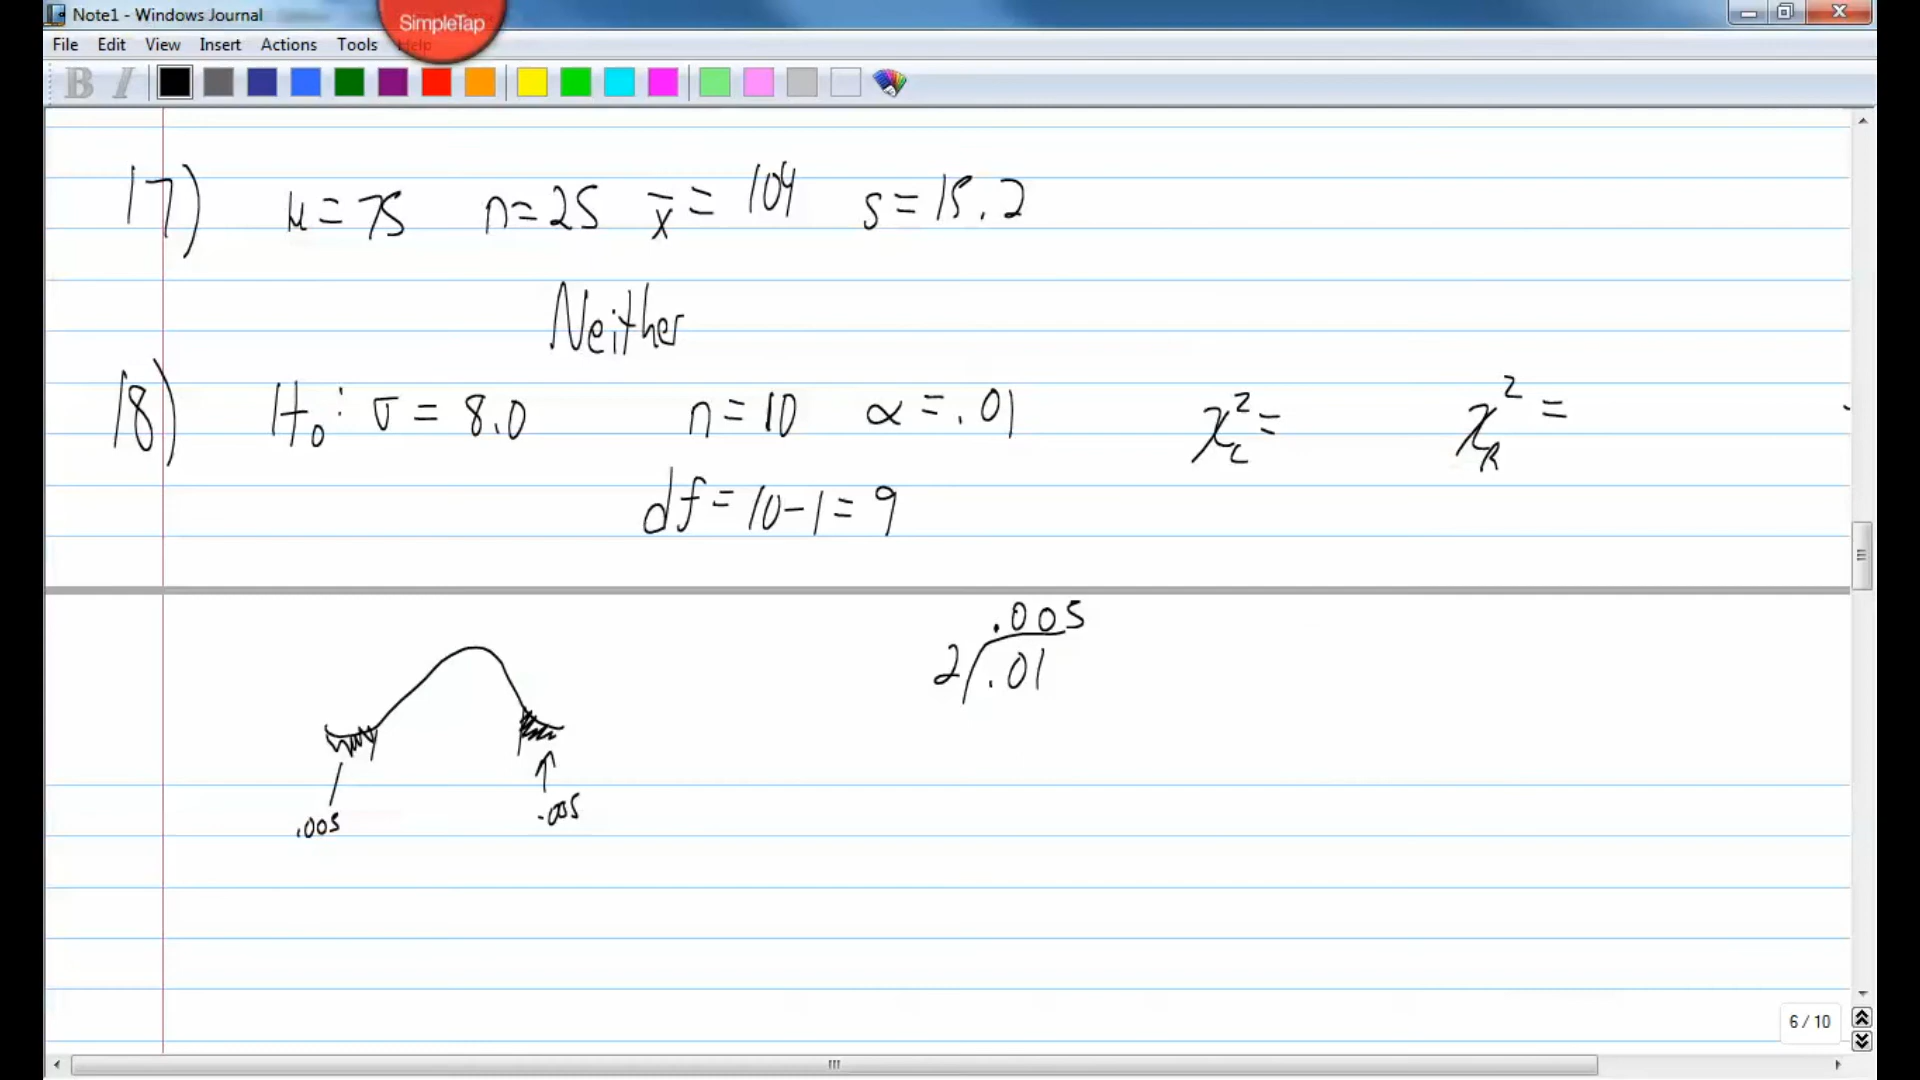 Note1 - Windows Journal
SimpleTap
File Edit View Insert Actions Tools Help
B I
17) μ = 75 n = 25 x̄ = 104 s = 15.2
Neither
18) H₀: σ = 8.0 n = 10 α = .01 χ²_L = χ²_R =
df = 10 - 1 = 9
.005
2 .01
.005 .005
6 / 10